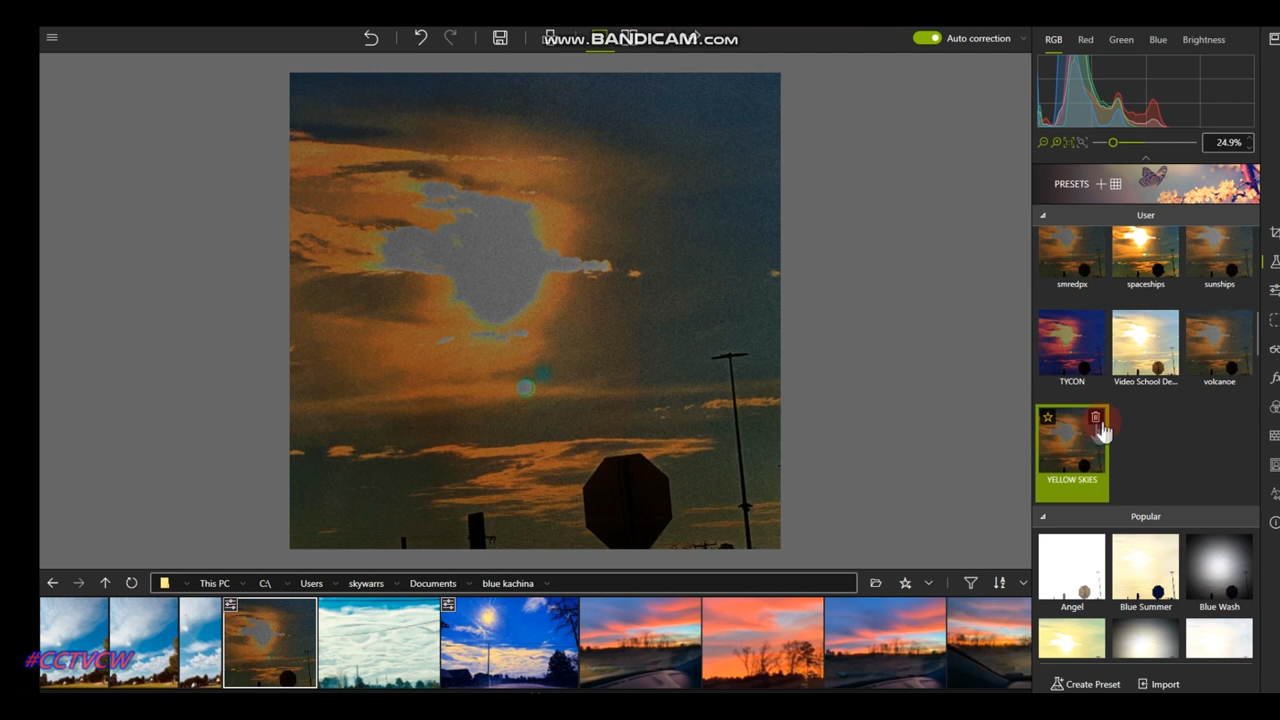 www.BANDICAM.com
Auto correction
RGB Red Green Blue Brightness
24.9%
PRESETS
User
smredpx spaceships sunships
TYCON Video School De... volcanoe
YELLOW SKIES
Popular
Angel Blue Summer Blue Wash
This PC C:\ Users skywarrs Documents blue kachina
#CCTVCW
Create Preset Import